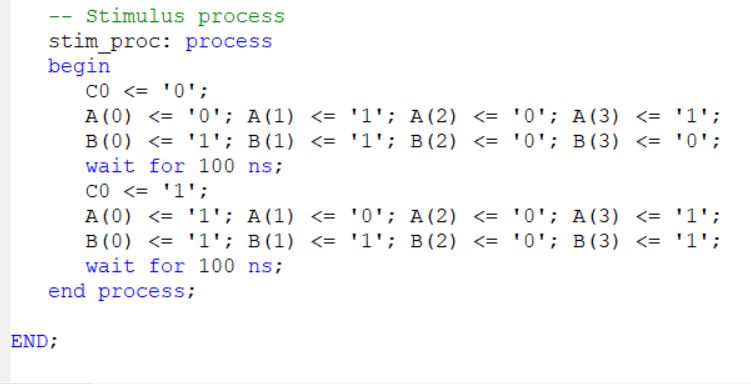 -- Stimulus process
stim_proc: process
begin
C0 <= '0';
A(0) <= '0'; A(1) <= '1'; A(2) <= '0'; A(3) <= '1';
B(0) <= '1'; B(1) <= '1'; B(2) <= '0'; B(3) <= '0';
wait for 100 ns;
C0 <= '1';
A(0) <= '1'; A(1) <= '0'; A(2) <= '0'; A(3) <= '1';
B(0) <= '1'; B(1) <= '1'; B(2) <= '0'; B(3) <= '1';
wait for 100 ns;
end process;
END;